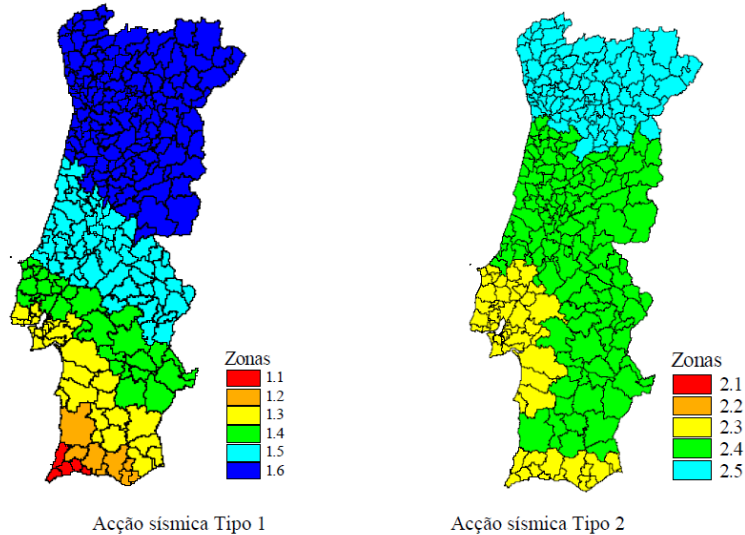 Zonas
1.1
1.2
1.3
1.4
1.5
1.6
Acção sísmica Tipo 1
Zonas
2.1
2.2
2.3
2.4
2.5
Acção sísmica Tipo 2